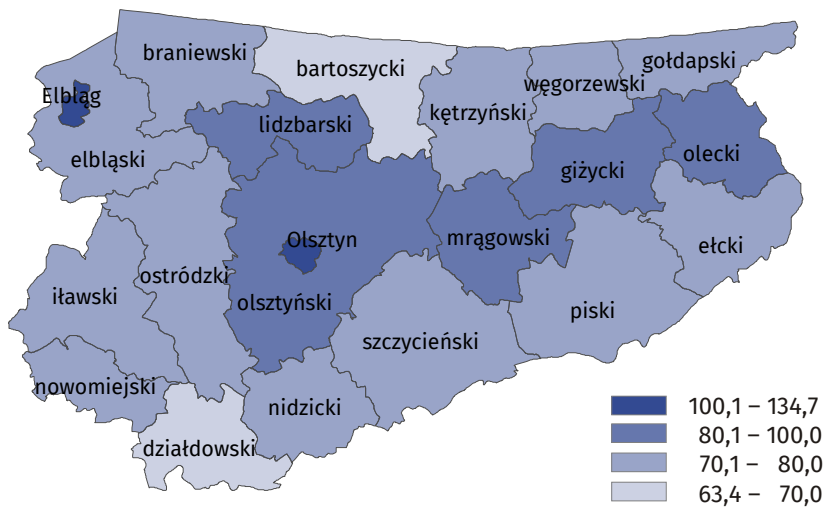 braniewski
bartoszycki
gołdapski
węgorzewski
Elbląg
kętrzyński
lidzbarski
elbląski
olecki
giżycki
Olsztyn
mrągowski
ełcki
ostródzki
iławski
olsztyński
piski
szczycieński
nowomiejski
nidzicki
działdowski
100,1 – 134,7
80,1 – 100,0
70,1 – 80,0
63,4 – 70,0